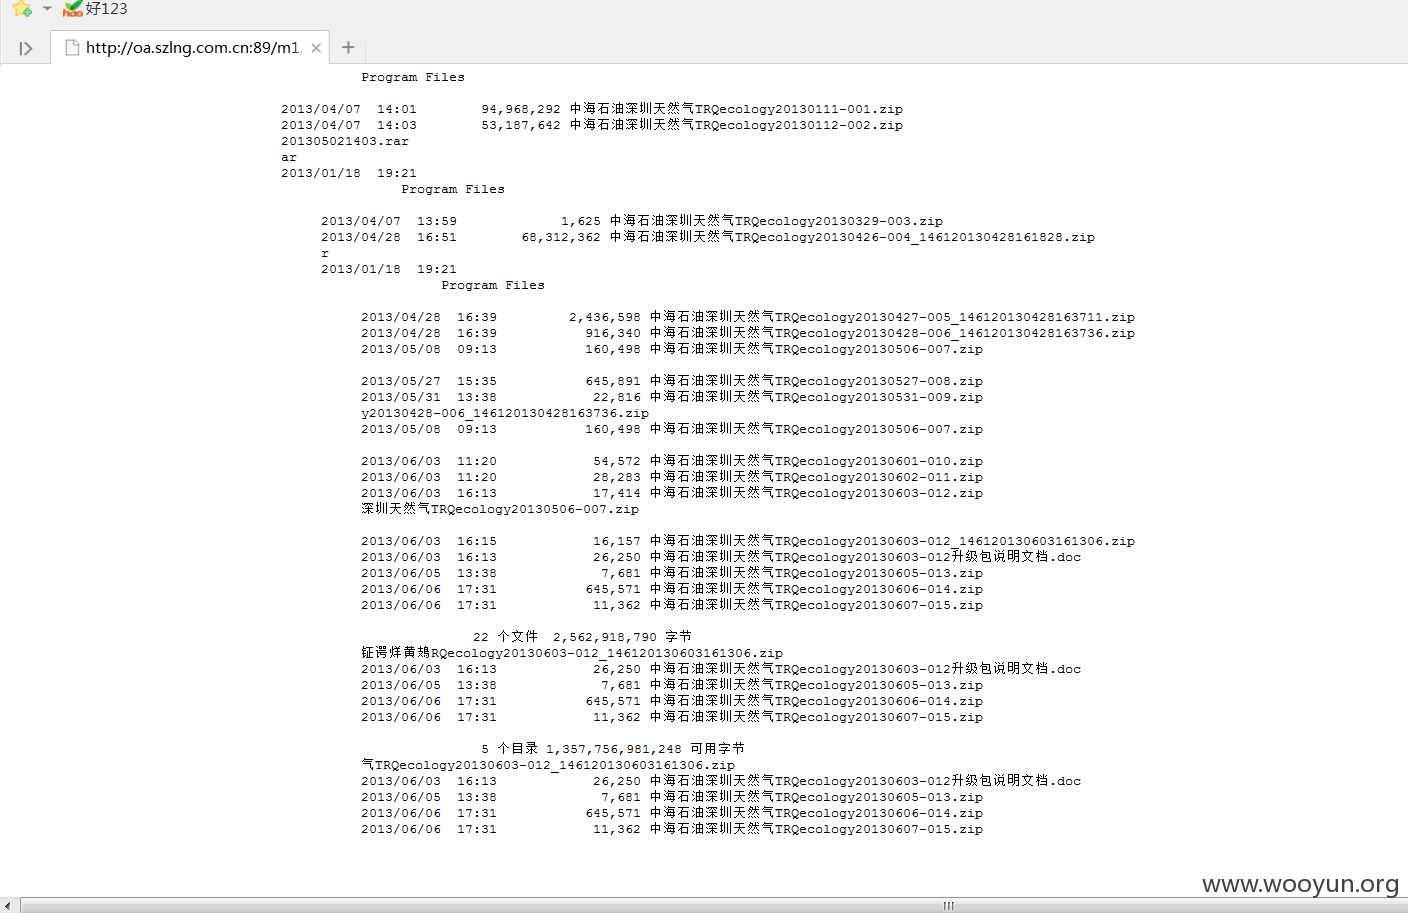 好123
http://oa.szlng.com.cn:89/m1,
Program Files
2013/04/07 14:01 94,968,292 中海石油深圳天然气TRQecology20130111-001.zip
2013/04/07 14:03 53,187,642 中海石油深圳天然气TRQecology20130112-002.zip
201305021403.rar
ar
2013/01/18 19:21
Program Files
2013/04/07 13:59 1,625 中海石油深圳天然气TRQecology20130329-003.zip
2013/04/28 16:51 68,312,362 中海石油深圳天然气TRQecology20130426-004_146120130428161828.zip
r
2013/01/18 19:21
Program Files
2013/04/28 16:39 2,436,598 中海石油深圳天然气TRQecology20130427-005_146120130428163711.zip
2013/04/28 16:39 916,340 中海石油深圳天然气TRQecology20130428-006_146120130428163736.zip
2013/05/08 09:13 160,498 中海石油深圳天然气TRQecology20130506-007.zip
2013/05/27 15:35 645,891 中海石油深圳天然气TRQecology20130527-008.zip
2013/05/31 13:38 22,816 中海石油深圳天然气TRQecology20130531-009.zip
y20130428-006_146120130428163736.zip
2013/05/08 09:13 160,498 中海石油深圳天然气TRQecology20130506-007.zip
2013/06/03 11:20 54,572 中海石油深圳天然气TRQecology20130601-010.zip
2013/06/03 11:20 28,283 中海石油深圳天然气TRQecology20130602-011.zip
2013/06/03 16:13 17,414 中海石油深圳天然气TRQecology20130603-012.zip
深圳天然气TRQecology20130506-007.zip
2013/06/03 16:15 16,157 中海石油深圳天然气TRQecology20130603-012_146120130603161306.zip
2013/06/03 16:13 26,250 中海石油深圳天然气TRQecology20130603-012升级包说明文档.doc
2013/06/05 13:38 7,681 中海石油深圳天然气TRQecology20130605-013.zip
2013/06/06 17:31 645,571 中海石油深圳天然气TRQecology20130606-014.zip
2013/06/06 17:31 11,362 中海石油深圳天然气TRQecology20130607-015.zip
22 个文件 2,562,918,790 字节
RQecology20130603-012_146120130603161306.zip
2013/06/03 16:13 26,250 中海石油深圳天然气TRQecology20130603-012升级包说明文档.doc
2013/06/05 13:38 7,681 中海石油深圳天然气TRQecology20130605-013.zip
2013/06/06 17:31 645,571 中海石油深圳天然气TRQecology20130606-014.zip
2013/06/06 17:31 11,362 中海石油深圳天然气TRQecology20130607-015.zip
5 个目录 1,357,756,981,248 可用字节
气TRQecology20130603-012_146120130603161306.zip
2013/06/03 16:13 26,250 中海石油深圳天然气TRQecology20130603-012升级包说明文档.doc
2013/06/05 13:38 7,681 中海石油深圳天然气TRQecology20130605-013.zip
2013/06/06 17:31 645,571 中海石油深圳天然气TRQecology20130606-014.zip
2013/06/06 17:31 11,362 中海石油深圳天然气TRQecology20130607-015.zip
www.wooyun.org